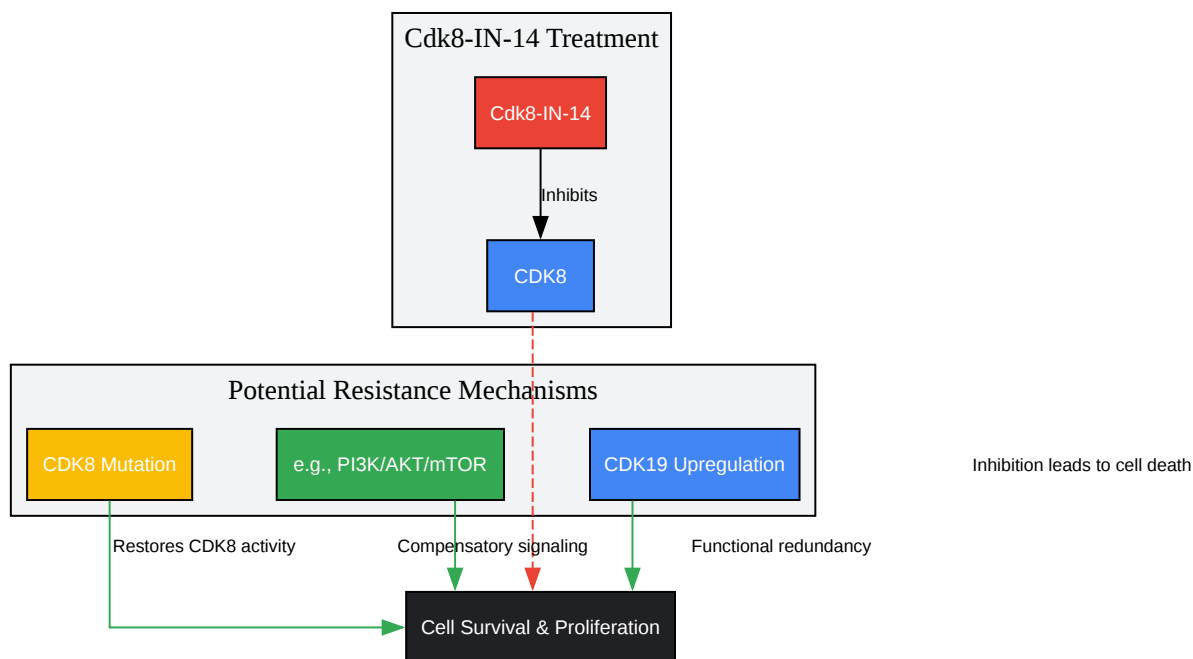 Cdk8-IN-14 Treatment
Cdk8-IN-14
Inhibits
CDK8
Potential Resistance Mechanisms
CDK8 Mutation
e.g., PI3K/AKT/mTOR
CDK19 Upregulation
Inhibition leads to cell death
Restores CDK8 activity
Compensatory signaling
Functional redundancy
Cell Survival & Proliferation